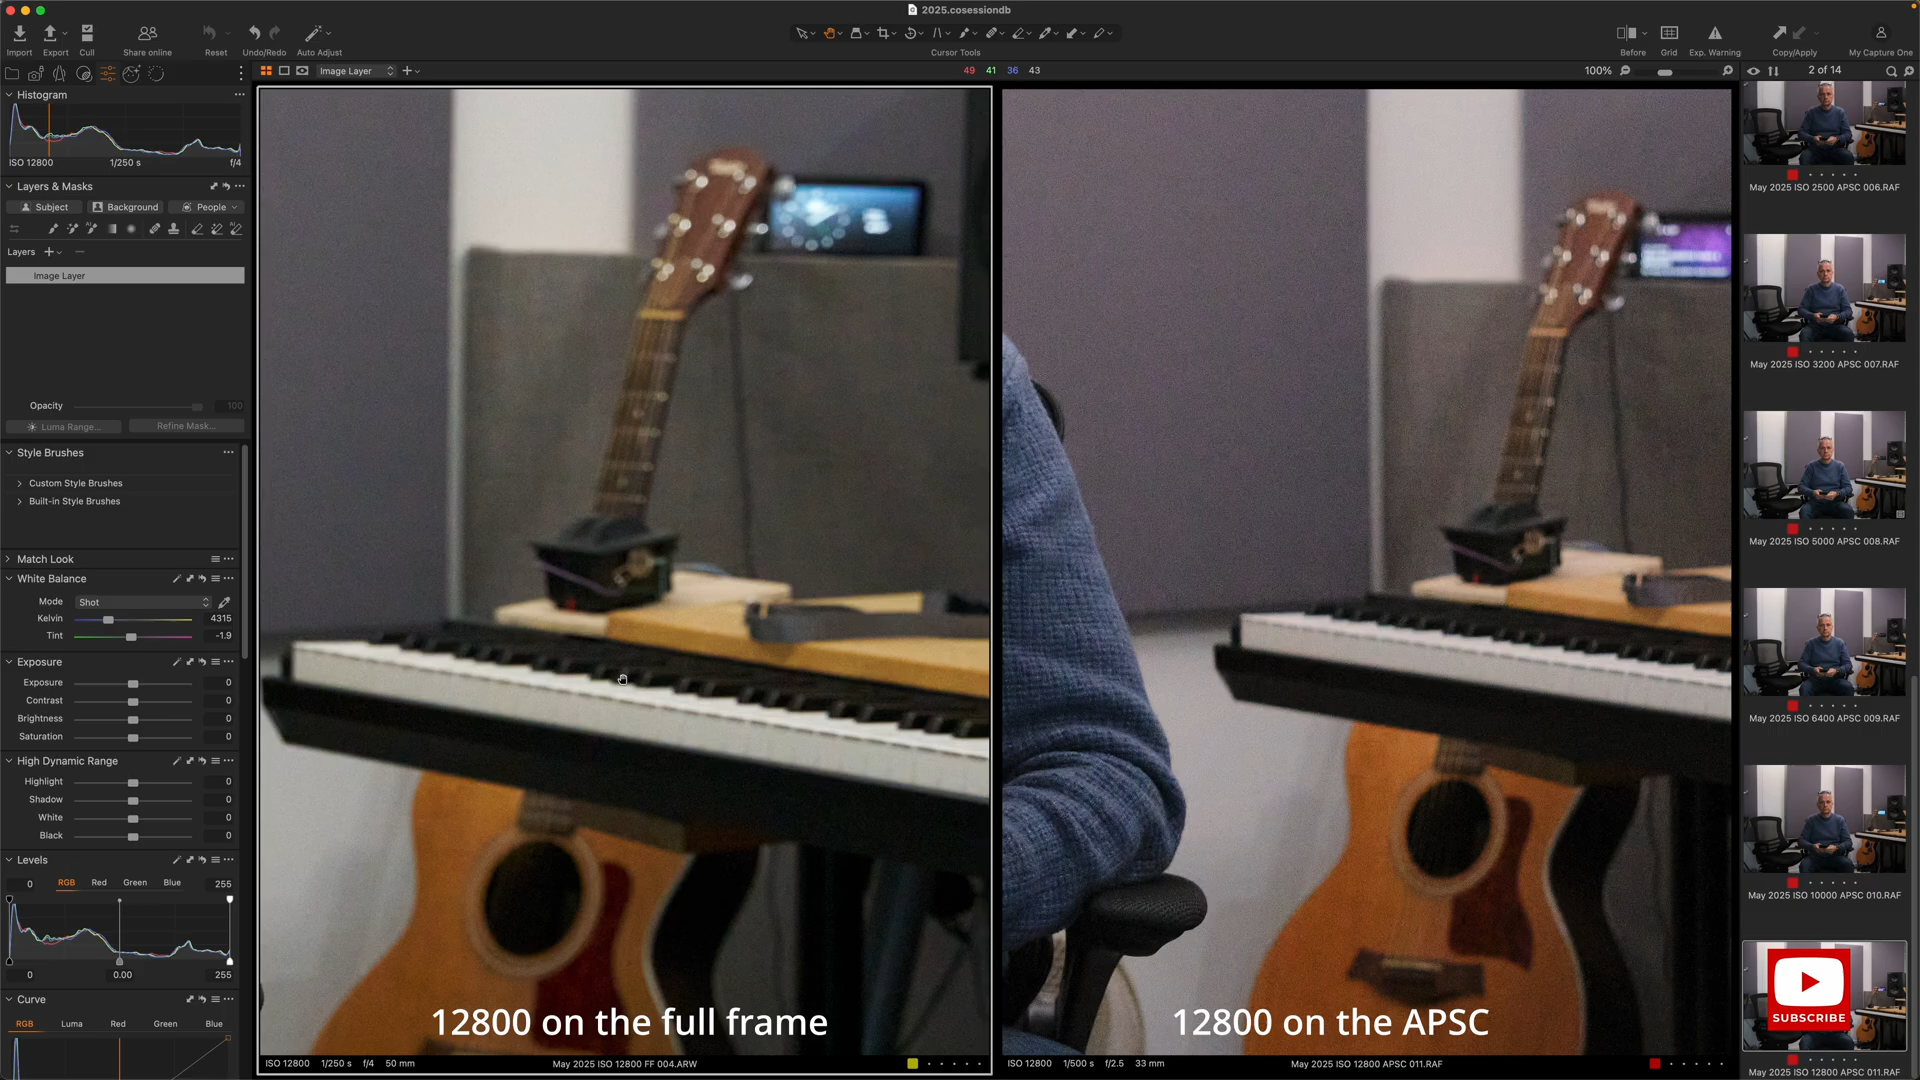 2025.cosessiondb
Import
Export
Cull
Share online
Reset
Undo/Redo
Auto Adjust
Cursor Tools
Before
Grid
Exp. Warning
Copy/Apply
My Capture One
Image Layer
49 41 36 43
100%
2 of 14
Histogram
ISO 12800 1/250 s f/4
Layers & Masks
Subject Background People
Layers
Image Layer
Opacity 100
Luma Range... Refine Mask...
Style Brushes
Custom Style Brushes
Built-in Style Brushes
Match Look
White Balance
Mode Shot
Kelvin 4315
Tint -1.9
Exposure
Exposure 0
Contrast 0
Brightness 0
Saturation 0
High Dynamic Range
Highlight 0
Shadow 0
White 0
Black 0
Levels
0 RGB Red Green Blue 255
0 0.00 255
Curve
RGB Luma Red Green Blue
12800 on the full frame
ISO 12800 1/250 s f/4 50 mm May 2025 ISO 12800 FF 004.ARW
12800 on the APSC
ISO 12800 1/500 s f/2.5 33 mm May 2025 ISO 12800 APSC 011.RAF
May 2025 ISO 2500 APSC 006.RAF
May 2025 ISO 3200 APSC 007.RAF
May 2025 ISO 5000 APSC 008.RAF
May 2025 ISO 6400 APSC 009.RAF
May 2025 ISO 10000 APSC 010.RAF
SUBSCRIBE
May 2025 ISO 12800 APSC 011.RAF